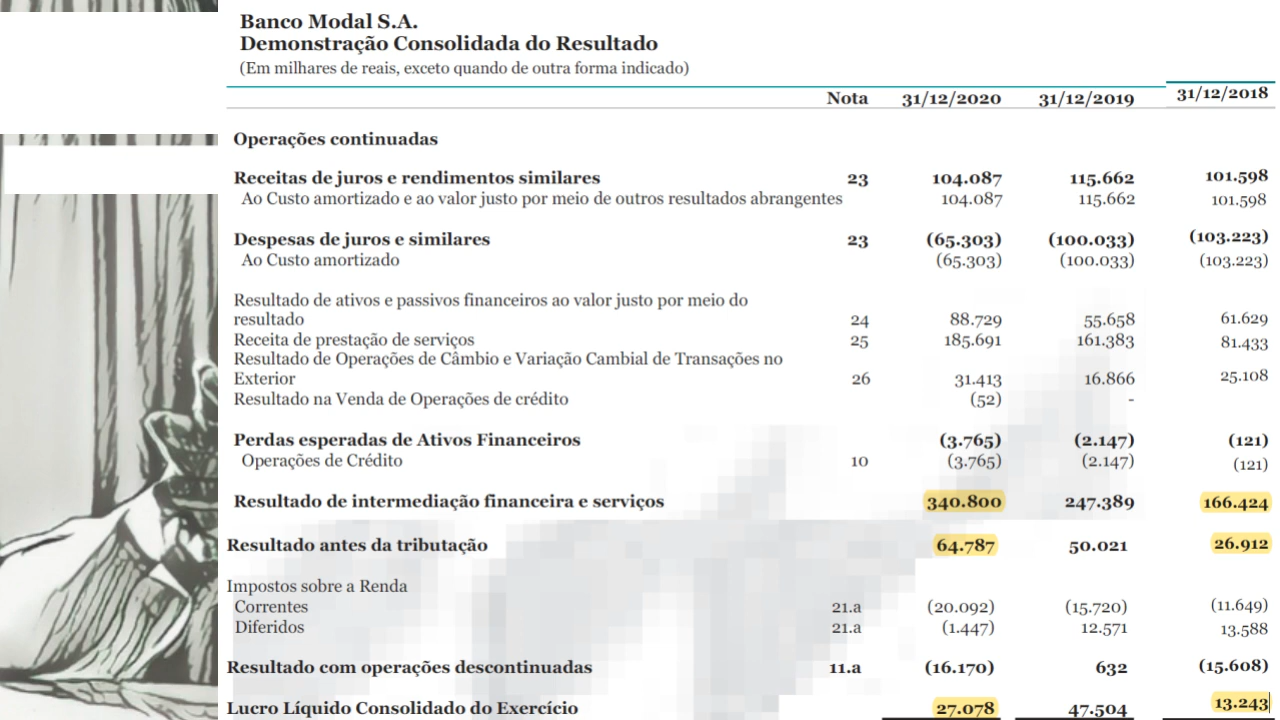 Banco Modal S.A.
Demonstração Consolidada do Resultado
(Em milhares de reais, exceto quando de outra forma indicado)
Nota 31/12/2020 31/12/2019 31/12/2018
Operações continuadas
Receitas de juros e rendimentos similares 23 104.087 115.662 101.598
Ao Custo amortizado e ao valor justo por meio de outros resultados abrangentes 104.087 115.662 101.598
Despesas de juros e similares 23 (65.303) (100.033) (103.223)
Ao Custo amortizado (65.303) (100.033) (103.223)
Resultado de ativos e passivos financeiros ao valor justo por meio do
resultado 24 88.729 55.658 61.629
Receita de prestação de serviços 25 185.691 161.383 81.433
Resultado de Operações de Câmbio e Variação Cambial de Transações no
Exterior 26 31.413 16.866 25.108
Resultado na Venda de Operações de crédito (52) -
Perdas esperadas de Ativos Financeiros (3.765) (2.147) (121)
Operações de Crédito 10 (3.765) (2.147) (121)
Resultado de intermediação financeira e serviços 340.800 247.389 166.424
Resultado antes da tributação 64.787 50.021 26.912
Impostos sobre a Renda
Correntes 21.a (20.092) (15.720) (11.649)
Diferidos 21.a (1.447) 12.571 13.588
Resultado com operações descontinuadas 11.a (16.170) 632 (15.608)
Lucro Líquido Consolidado do Exercício 27.078 47.504 13.243